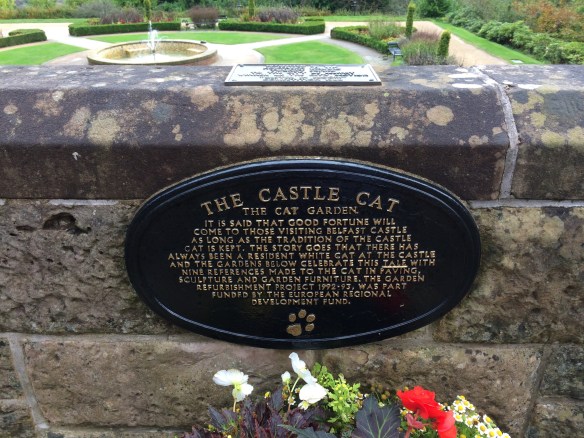 THE CASTLE CAT
THE CAT GARDEN.
IT IS SAID THAT GOOD FORTUNE WILL
COME TO THOSE VISITING BELFAST CASTLE
AS LONG AS THE TRADITION OF THE CASTLE
CAT IS KEPT. THE STORY GOES THAT THERE HAS
ALWAYS BEEN A RESIDENT WHITE CAT AT THE CASTLE
AND THE GARDENS BELOW CELEBRATE THIS TALE WITH
NINE REFERENCES MADE TO THE CAT IN PAVING,
SCULPTURE AND GARDEN FURNITURE. THE GARDEN
REFURBISHMENT PROJECT 1992-93, WAS PART
FUNDED BY THE EUROPEAN REGIONAL
DEVELOPMENT FUND.